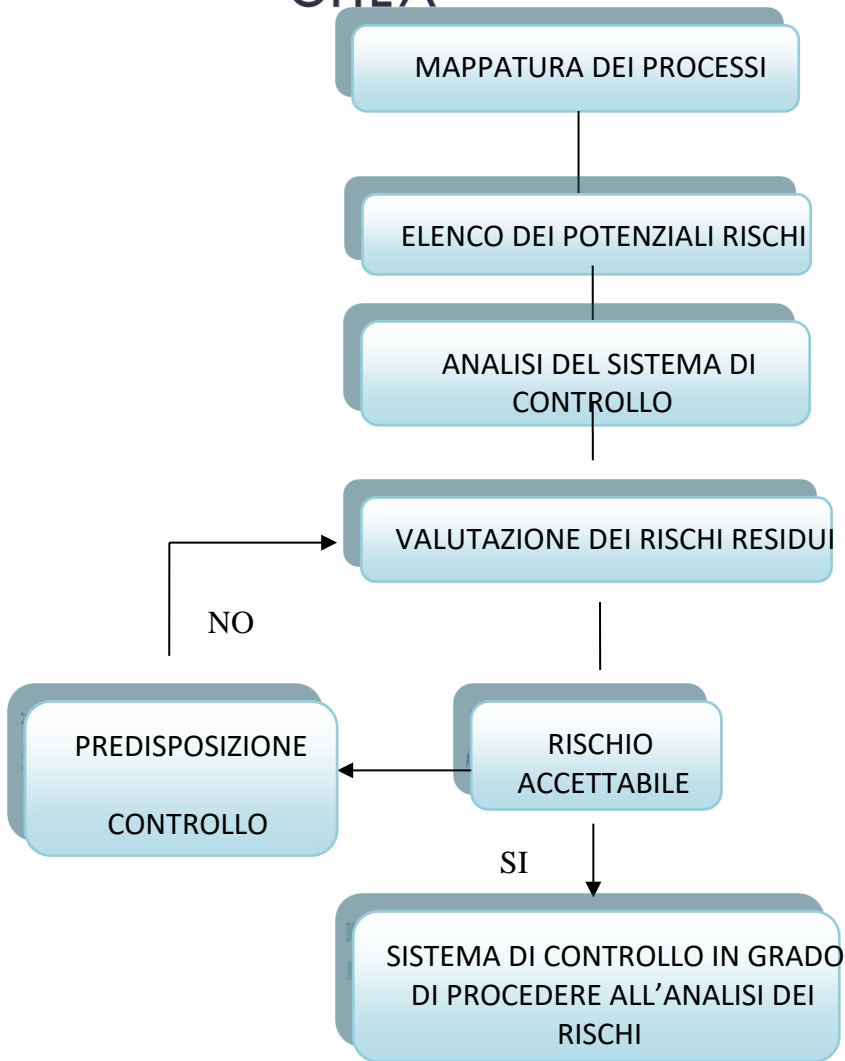 MAPPATURA DEI PROCESSI
ELENCO DEI POTENZIALI RISCHI
ANALISI DEL SISTEMA DI
CONTROLLO
VALUTAZIONE DEI RISCHI RESIDUI
NO
PREDISPOSIZIONE
CONTROLLO
RISCHIO
ACCETTABILE
SI
SISTEMA DI CONTROLLO IN GRADO
DI PROCEDERE ALL’ANALISI DEI
RISCHI